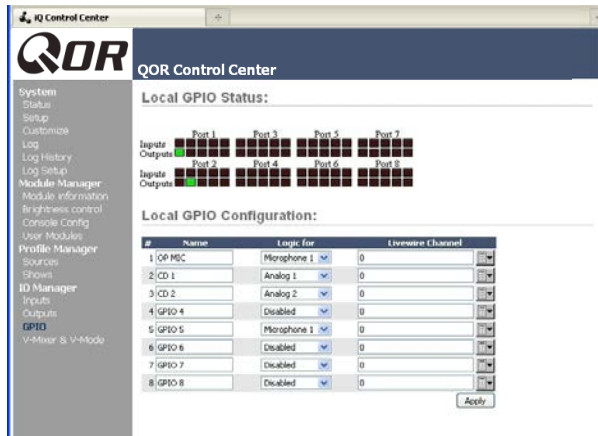 iQ Control Center
QOR
QOR Control Center
System
Status
Setup
Customize
Log
Log History
Log Setup
Module Manager
Module information
Brightness control
Console Config
User Modules
Profile Manager
Sources
Shows
IO Manager
Inputs
Outputs
GPIO
V-Mixer & V-Mode
Local GPIO Status:
Port 1 Port 3 Port 5 Port 7
Inputs
Outputs
Port 2 Port 4 Port 6 Port 8
Inputs
Outputs
Local GPIO Configuration:
# Name Logic for Livewire Channel
1 OP MIC Microphone 1 0
2 CD 1 Analog 1 0
3 CD 2 Analog 2 0
4 GPIO 4 Disabled 0
5 GPIO 5 Microphone 1 0
6 GPIO 6 Disabled 0
7 GPIO 7 Disabled 0
8 GPIO 8 Disabled 0
Apply